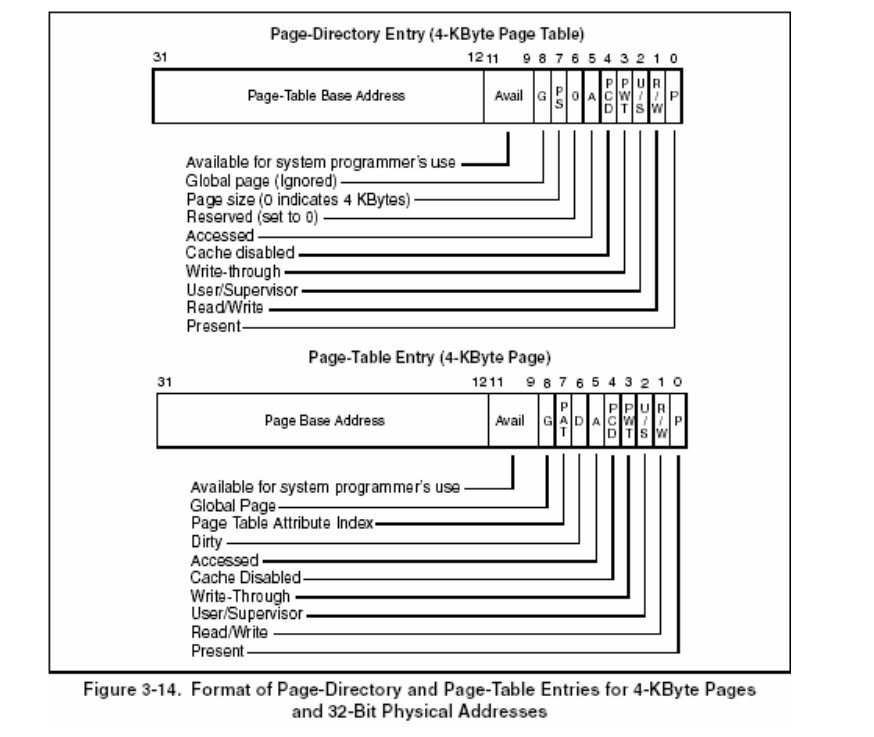 Page-Directory Entry (4-KByte Page Table)
31 12 11 9 8 7 6 5 4 3 2 1 0
Page-Table Base Address Avail G PS 0 A PCD PWT U/S R/W P
Available for system programmer's use
Global page (Ignored)
Page size (0 indicates 4 KBytes)
Reserved (set to 0)
Accessed
Cache disabled
Write-through
User/Supervisor
Read/Write
Present
Page-Table Entry (4-KByte Page)
31 12 11 9 8 7 6 5 4 3 2 1 0
Page Base Address Avail G PAT D A PCD PWT U/S R/W P
Available for system programmer's use
Global Page
Page Table Attribute Index
Dirty
Accessed
Cache Disabled
Write-Through
User/Supervisor
Read/Write
Present
Figure 3-14. Format of Page-Directory and Page-Table Entries for 4-KByte Pages
and 32-Bit Physical Addresses